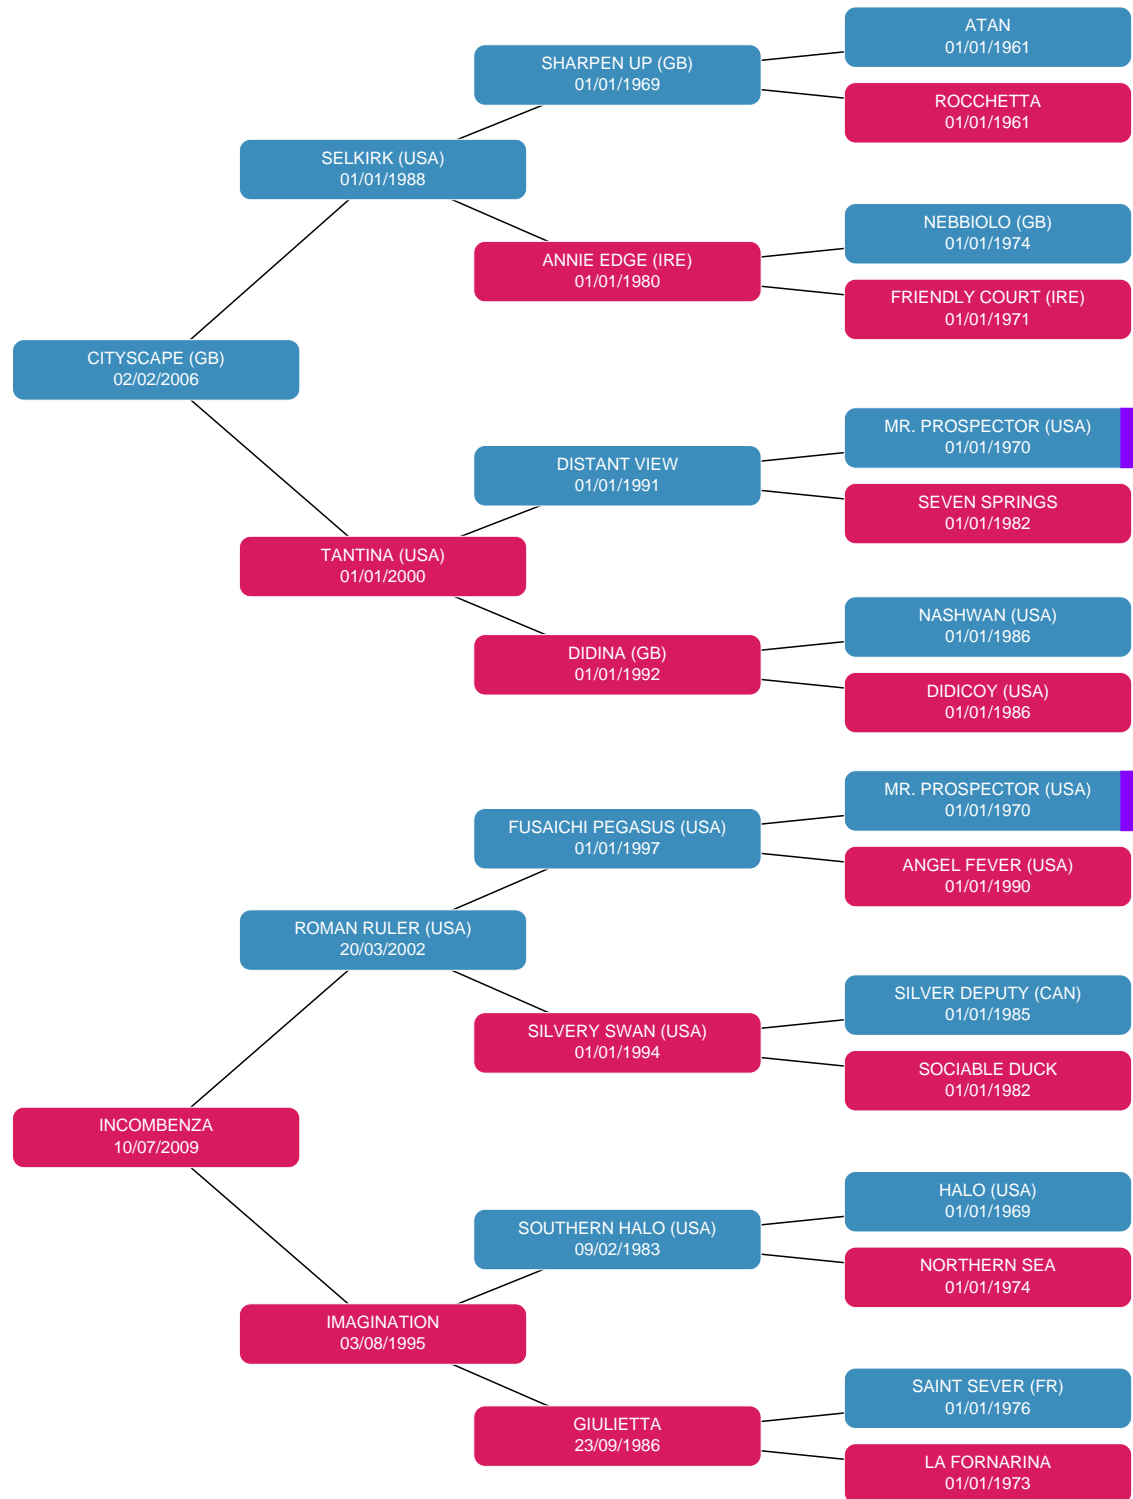 ATAN
01/01/1961
SHARPEN UP (GB)
01/01/1969
ROCCHETTA
01/01/1961
SELKIRK (USA)
01/01/1988
NEBBIOLO (GB)
01/01/1974
ANNIE EDGE (IRE)
01/01/1980
FRIENDLY COURT (IRE)
01/01/1971
CITYSCAPE (GB)
02/02/2006
MR. PROSPECTOR (USA)
01/01/1970
DISTANT VIEW
01/01/1991
SEVEN SPRINGS
01/01/1982
TANTINA (USA)
01/01/2000
NASHWAN (USA)
01/01/1986
DIDINA (GB)
01/01/1992
DIDICOY (USA)
01/01/1986
MR. PROSPECTOR (USA)
01/01/1970
FUSAICHI PEGASUS (USA)
01/01/1997
ANGEL FEVER (USA)
01/01/1990
ROMAN RULER (USA)
20/03/2002
SILVER DEPUTY (CAN)
01/01/1985
SILVERY SWAN (USA)
01/01/1994
SOCIABLE DUCK
01/01/1982
INCOMBENZA
10/07/2009
HALO (USA)
01/01/1969
SOUTHERN HALO (USA)
09/02/1983
NORTHERN SEA
01/01/1974
IMAGINATION
03/08/1995
SAINT SEVER (FR)
01/01/1976
GIULIETTA
23/09/1986
LA FORNARINA
01/01/1973